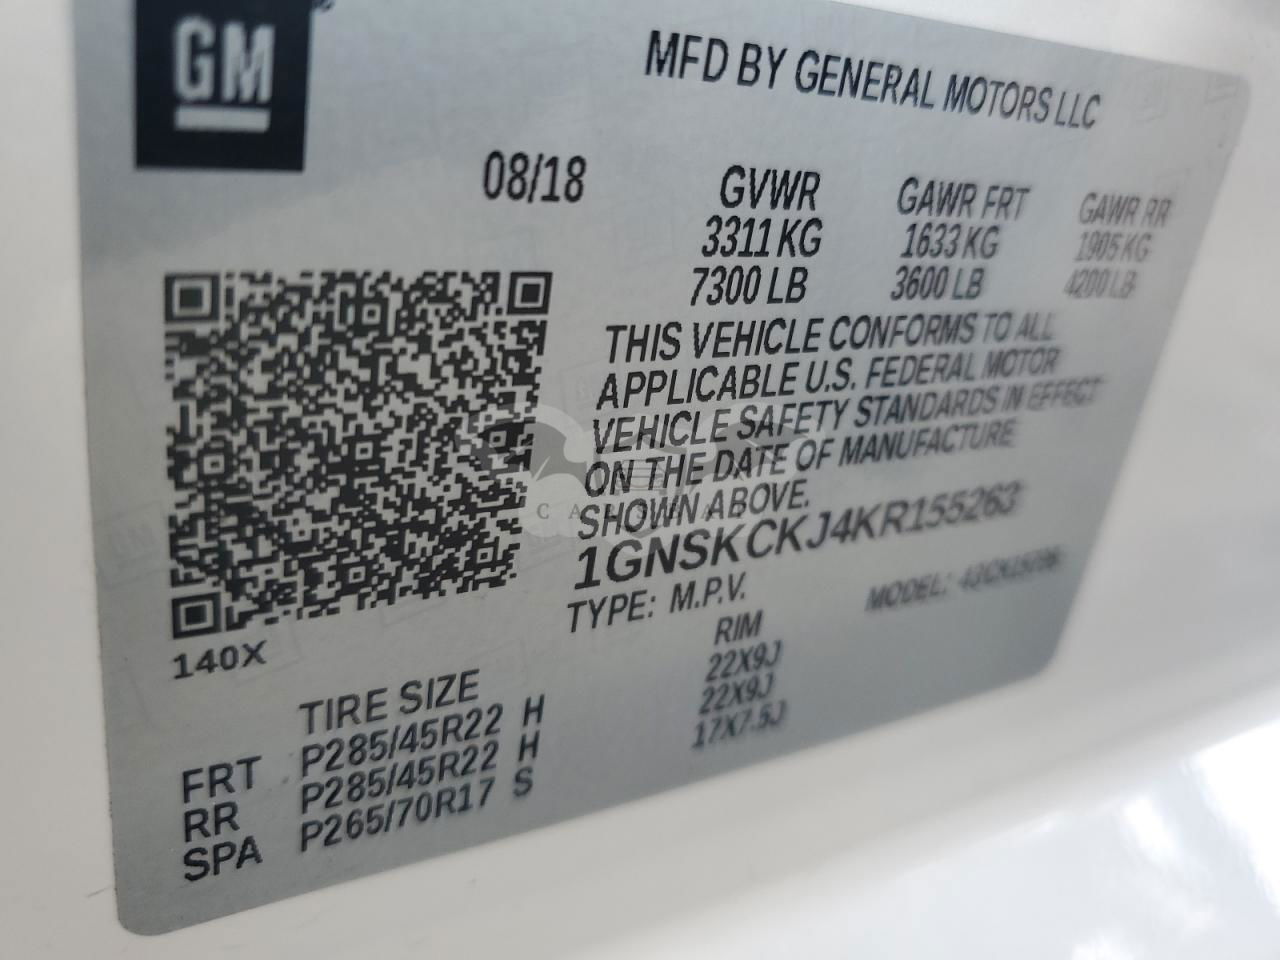 GM
MFD BY GENERAL MOTORS LLC
08/18
GVWR GAWR FRT GAWR RR
3311 KG 1633 KG 1905 KG
7300 LB 3600 LB 4200 LB
THIS VEHICLE CONFORMS TO ALL
APPLICABLE U.S. FEDERAL MOTOR
VEHICLE SAFETY STANDARDS IN EFFECT
ON THE DATE OF MANUFACTURE
SHOWN ABOVE.
1GNSKCKJ4KR155263
TYPE: M.P.V. MODEL:
140X
TIRE SIZE RIM
FRT P285/45R22 H 22X9J
RR P285/45R22 H 22X9J
SPA P265/70R17 S 17X7.5J